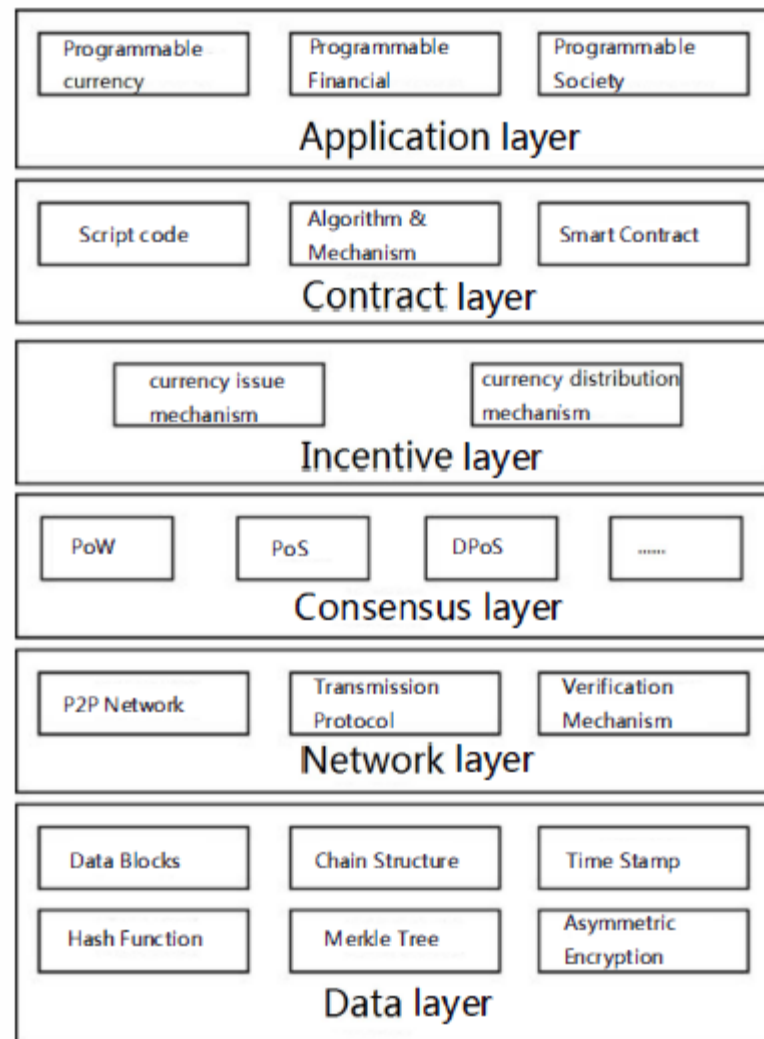 Programmable currency
Programmable Financial
Programmable Society
Application layer
Script code
Algorithm & Mechanism
Smart Contract
Contract layer
currency issue mechanism
currency distribution mechanism
Incentive layer
PoW
PoS
DPoS
......
Consensus layer
P2P Network
Transmission Protocol
Verification Mechanism
Network layer
Data Blocks
Chain Structure
Time Stamp
Hash Function
Merkle Tree
Asymmetric Encryption
Data layer